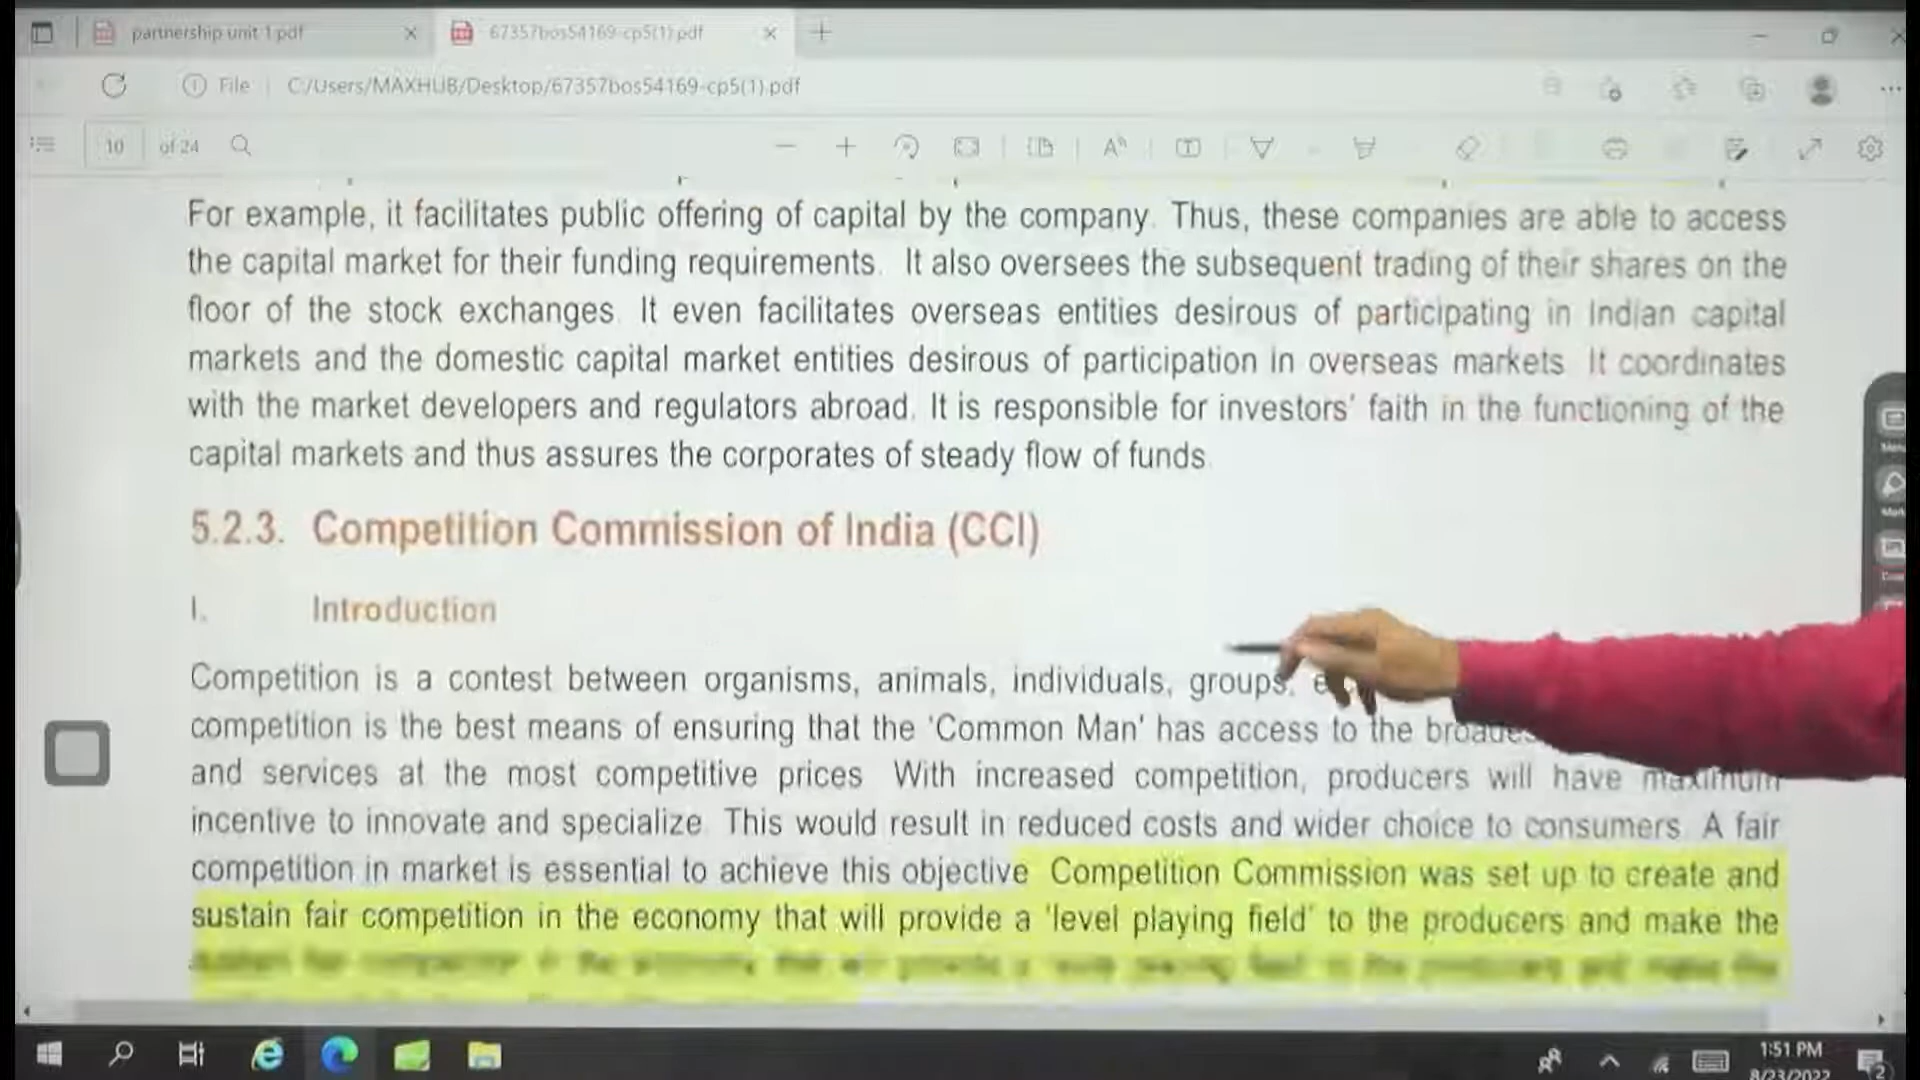 partnership unit 1.pdf
67357bos54169-cp5(1).pdf
File
C:/Users/MAXHUB/Desktop/67357bos54169-cp5(1).pdf
10 of 24
For example, it facilitates public offering of capital by the company. Thus, these companies are able to access
the capital market for their funding requirements. It also oversees the subsequent trading of their shares on the
floor of the stock exchanges. It even facilitates overseas entities desirous of participating in Indian capital
markets and the domestic capital market entities desirous of participation in overseas markets. It coordinates
with the market developers and regulators abroad. It is responsible for investors' faith in the functioning of the
capital markets and thus assures the corporates of steady flow of funds.
5.2.3. Competition Commission of India (CCI)
I. Introduction
Competition is a contest between organisms, animals, individuals, groups,
competition is the best means of ensuring that the 'Common Man' has access to the
and services at the most competitive prices. With increased competition, producers will have maximum
incentive to innovate and specialize. This would result in reduced costs and wider choice to consumers. A fair
competition in market is essential to achieve this objective. Competition Commission was set up to create and
sustain fair competition in the economy that will provide a 'level playing field' to the producers and make the
1:51 PM
8/23/2022
2